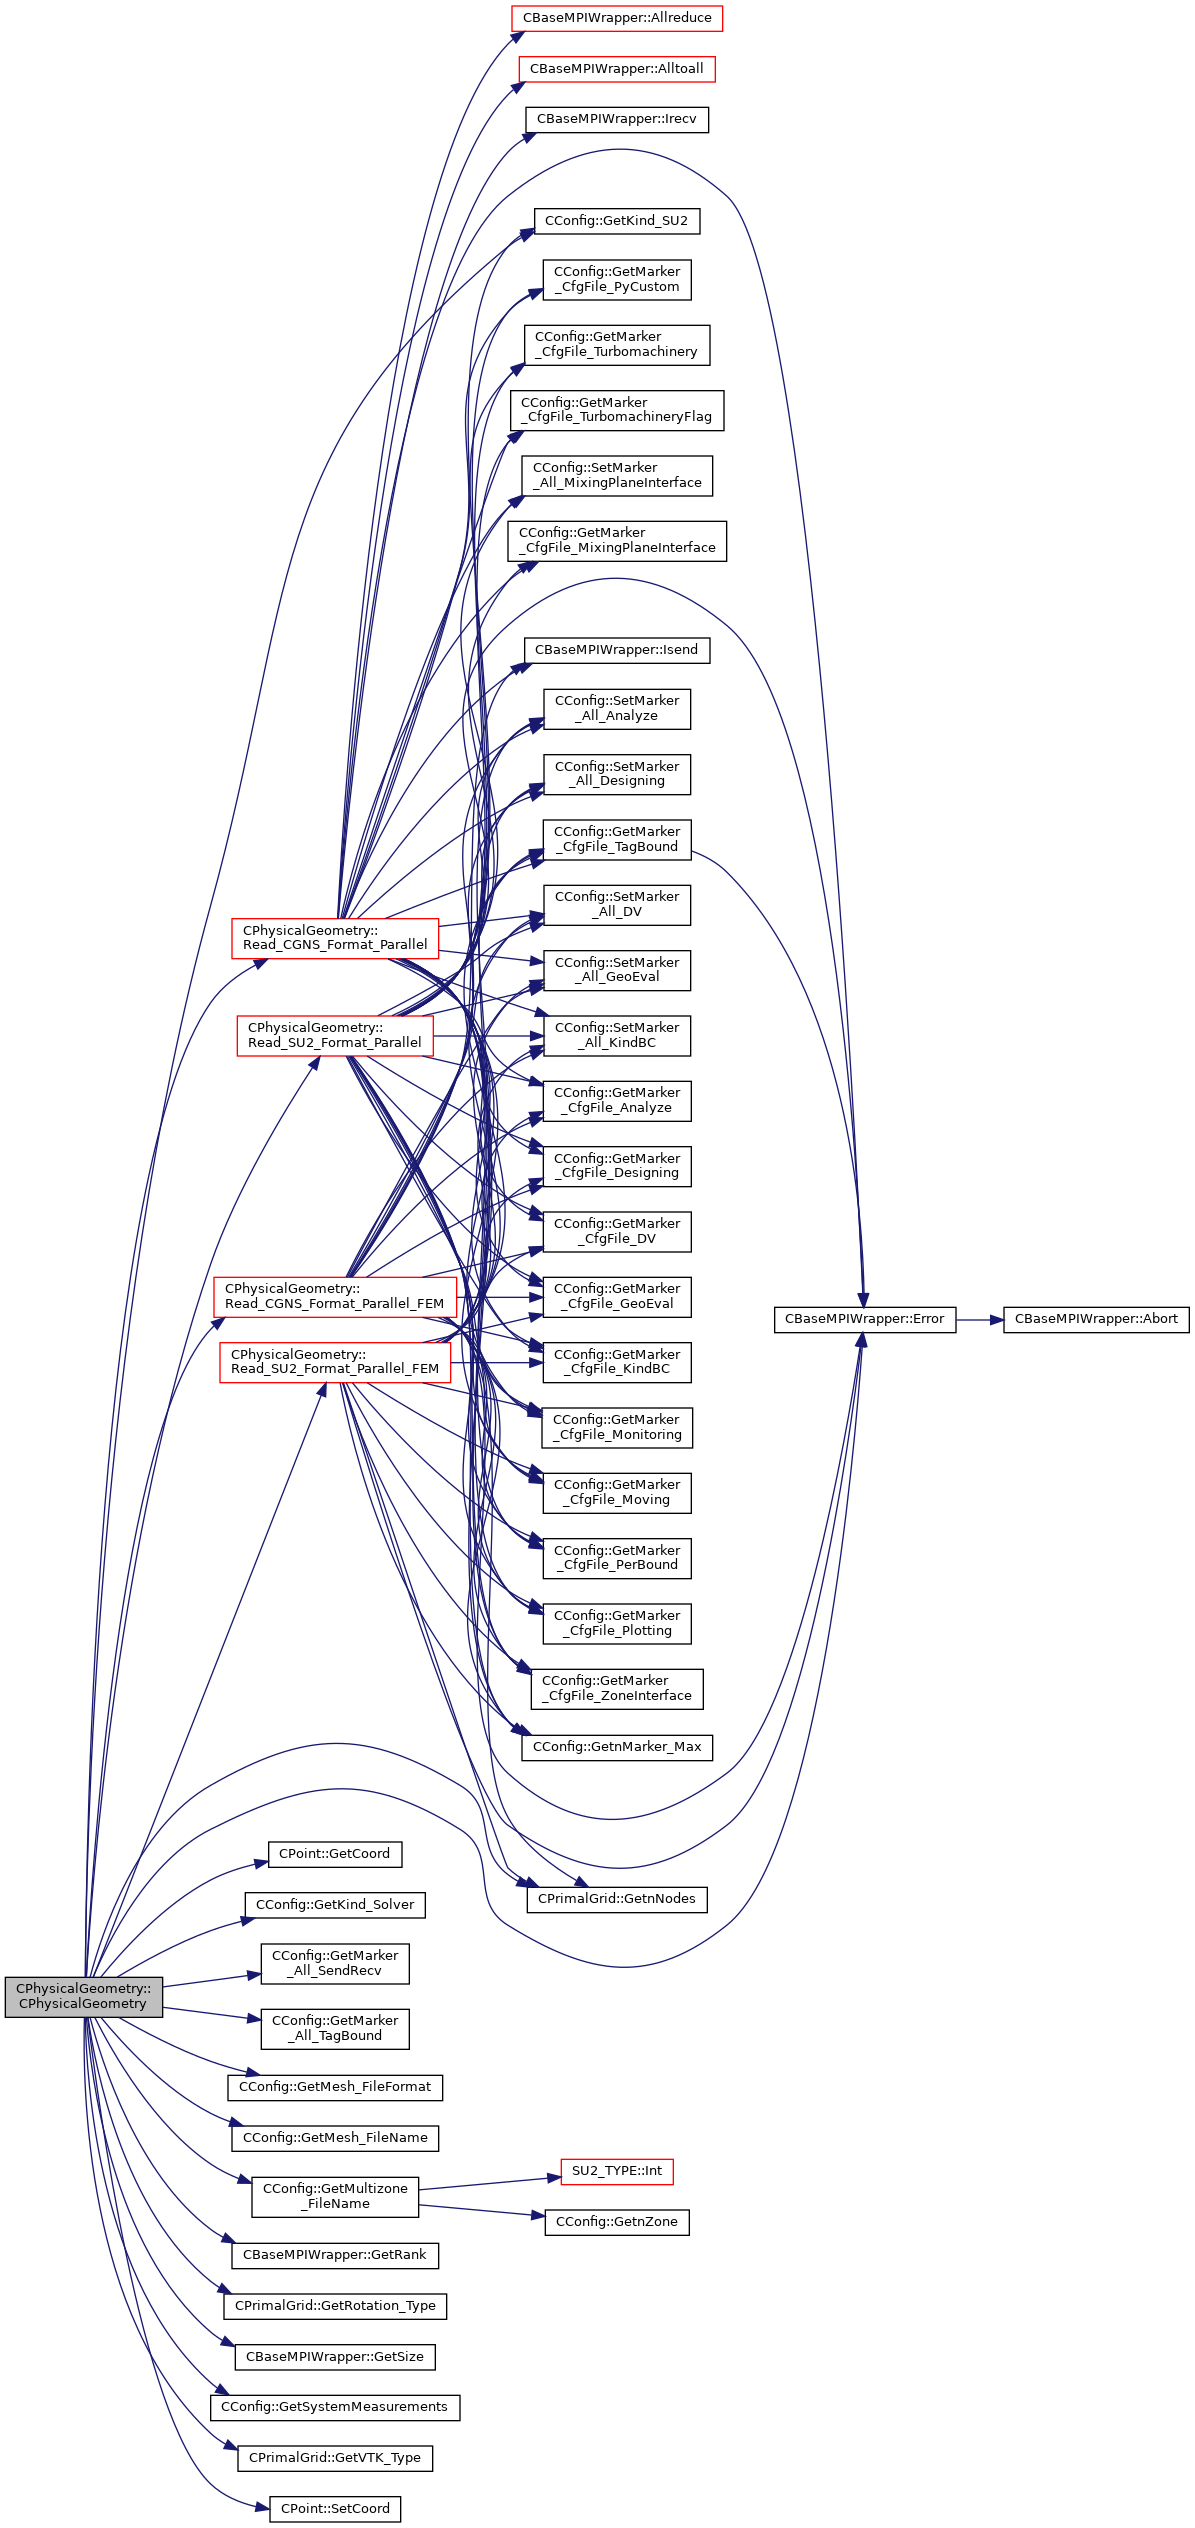 CBaseMPIWrapper::Allreduce
CBaseMPIWrapper::Alltoall
CBaseMPIWrapper::Irecv
CConfig::GetKind_SU2
CConfig::GetMarker
_CfgFile_PyCustom
CConfig::GetMarker
_CfgFile_Turbomachinery
CConfig::GetMarker
_CfgFile_TurbomachineryFlag
CConfig::SetMarker
_All_MixingPlaneInterface
CConfig::GetMarker
_CfgFile_MixingPlaneInterface
CBaseMPIWrapper::Isend
CConfig::SetMarker
_All_Analyze
CConfig::SetMarker
_All_Designing
CConfig::GetMarker
_CfgFile_TagBound
CConfig::SetMarker
_All_DV
CPhysicalGeometry::
Read_CGNS_Format_Parallel
CConfig::SetMarker
_All_GeoEval
CPhysicalGeometry::
Read_SU2_Format_Parallel
CConfig::SetMarker
_All_KindBC
CConfig::GetMarker
_CfgFile_Analyze
CConfig::GetMarker
_CfgFile_Designing
CConfig::GetMarker
_CfgFile_DV
CPhysicalGeometry::
Read_CGNS_Format_Parallel_FEM
CConfig::GetMarker
_CfgFile_GeoEval
CBaseMPIWrapper::Error
CBaseMPIWrapper::Abort
CPhysicalGeometry::
Read_SU2_Format_Parallel_FEM
CConfig::GetMarker
_CfgFile_KindBC
CConfig::GetMarker
_CfgFile_Monitoring
CConfig::GetMarker
_CfgFile_Moving
CConfig::GetMarker
_CfgFile_PerBound
CConfig::GetMarker
_CfgFile_Plotting
CConfig::GetMarker
_CfgFile_ZoneInterface
CConfig::GetnMarker_Max
CPoint::GetCoord
CPrimalGrid::GetnNodes
CConfig::GetKind_Solver
CConfig::GetMarker
_All_SendRecv
CPhysicalGeometry::
CPhysicalGeometry
CConfig::GetMarker
_All_TagBound
CConfig::GetMesh_FileFormat
CConfig::GetMesh_FileName
CConfig::GetMultizone
_FileName
SU2_TYPE::Int
CConfig::GetnZone
CBaseMPIWrapper::GetRank
CPrimalGrid::GetRotation_Type
CBaseMPIWrapper::GetSize
CConfig::GetSystemMeasurements
CPrimalGrid::GetVTK_Type
CPoint::SetCoord